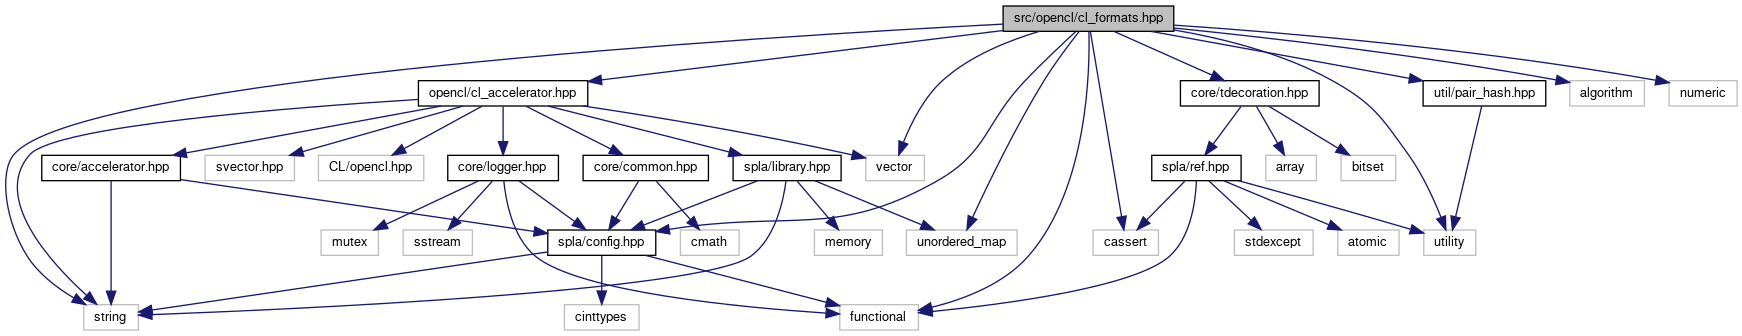 src/opencl/cl_formats.hpp
opencl/cl_accelerator.hpp
core/tdecoration.hpp
util/pair_hash.hpp
algorithm
numeric
core/accelerator.hpp
svector.hpp
CL/opencl.hpp
core/logger.hpp
core/common.hpp
spla/library.hpp
vector
spla/ref.hpp
array
bitset
mutex
sstream
spla/config.hpp
cmath
memory
unordered_map
cassert
stdexcept
atomic
utility
string
cinttypes
functional